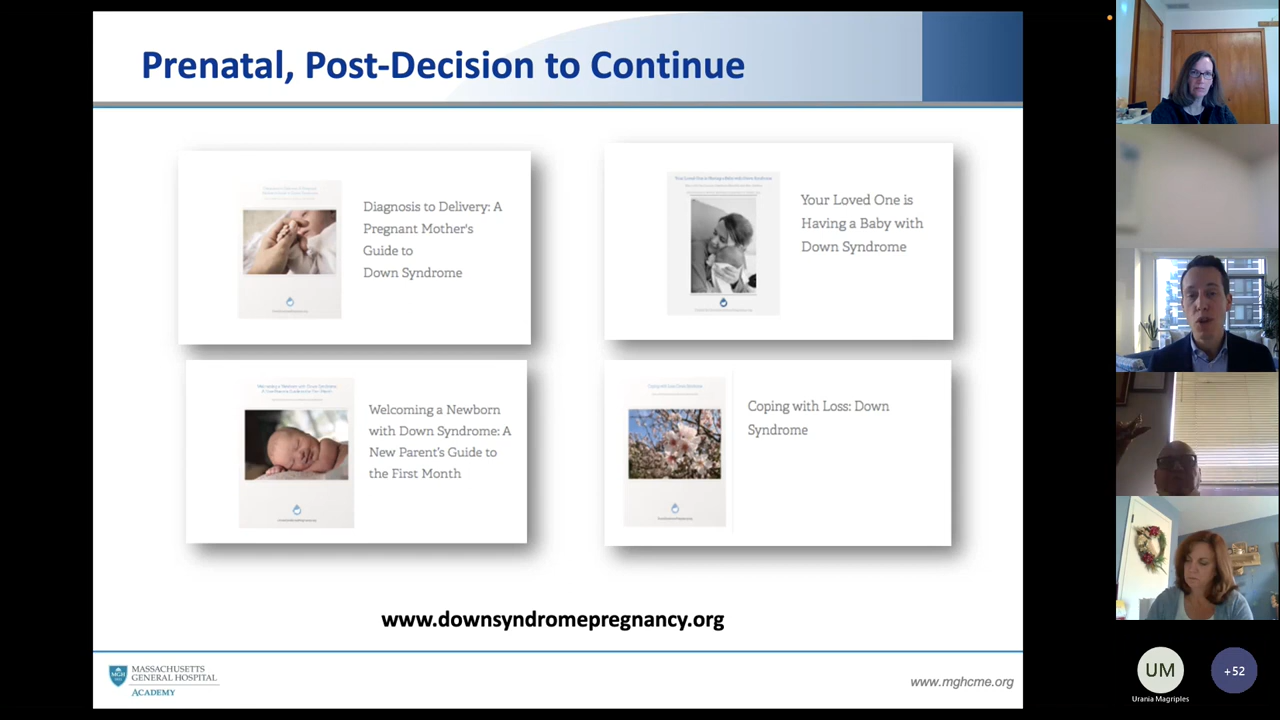 Prenatal, Post-Decision to Continue
Diagnosis to Delivery: A
Pregnant Mother's
Guide to
Down Syndrome
Your Loved One is
Having a Baby with
Down Syndrome
Welcoming a Newborn
with Down Syndrome: A
New Parent's Guide to
the First Month
Coping with Loss: Down
Syndrome
www.downsyndromepregnancy.org
MGH
MASSACHUSETTS
GENERAL HOSPITAL
ACADEMY
www.mghcme.org
UM
Urania Magriples
+52